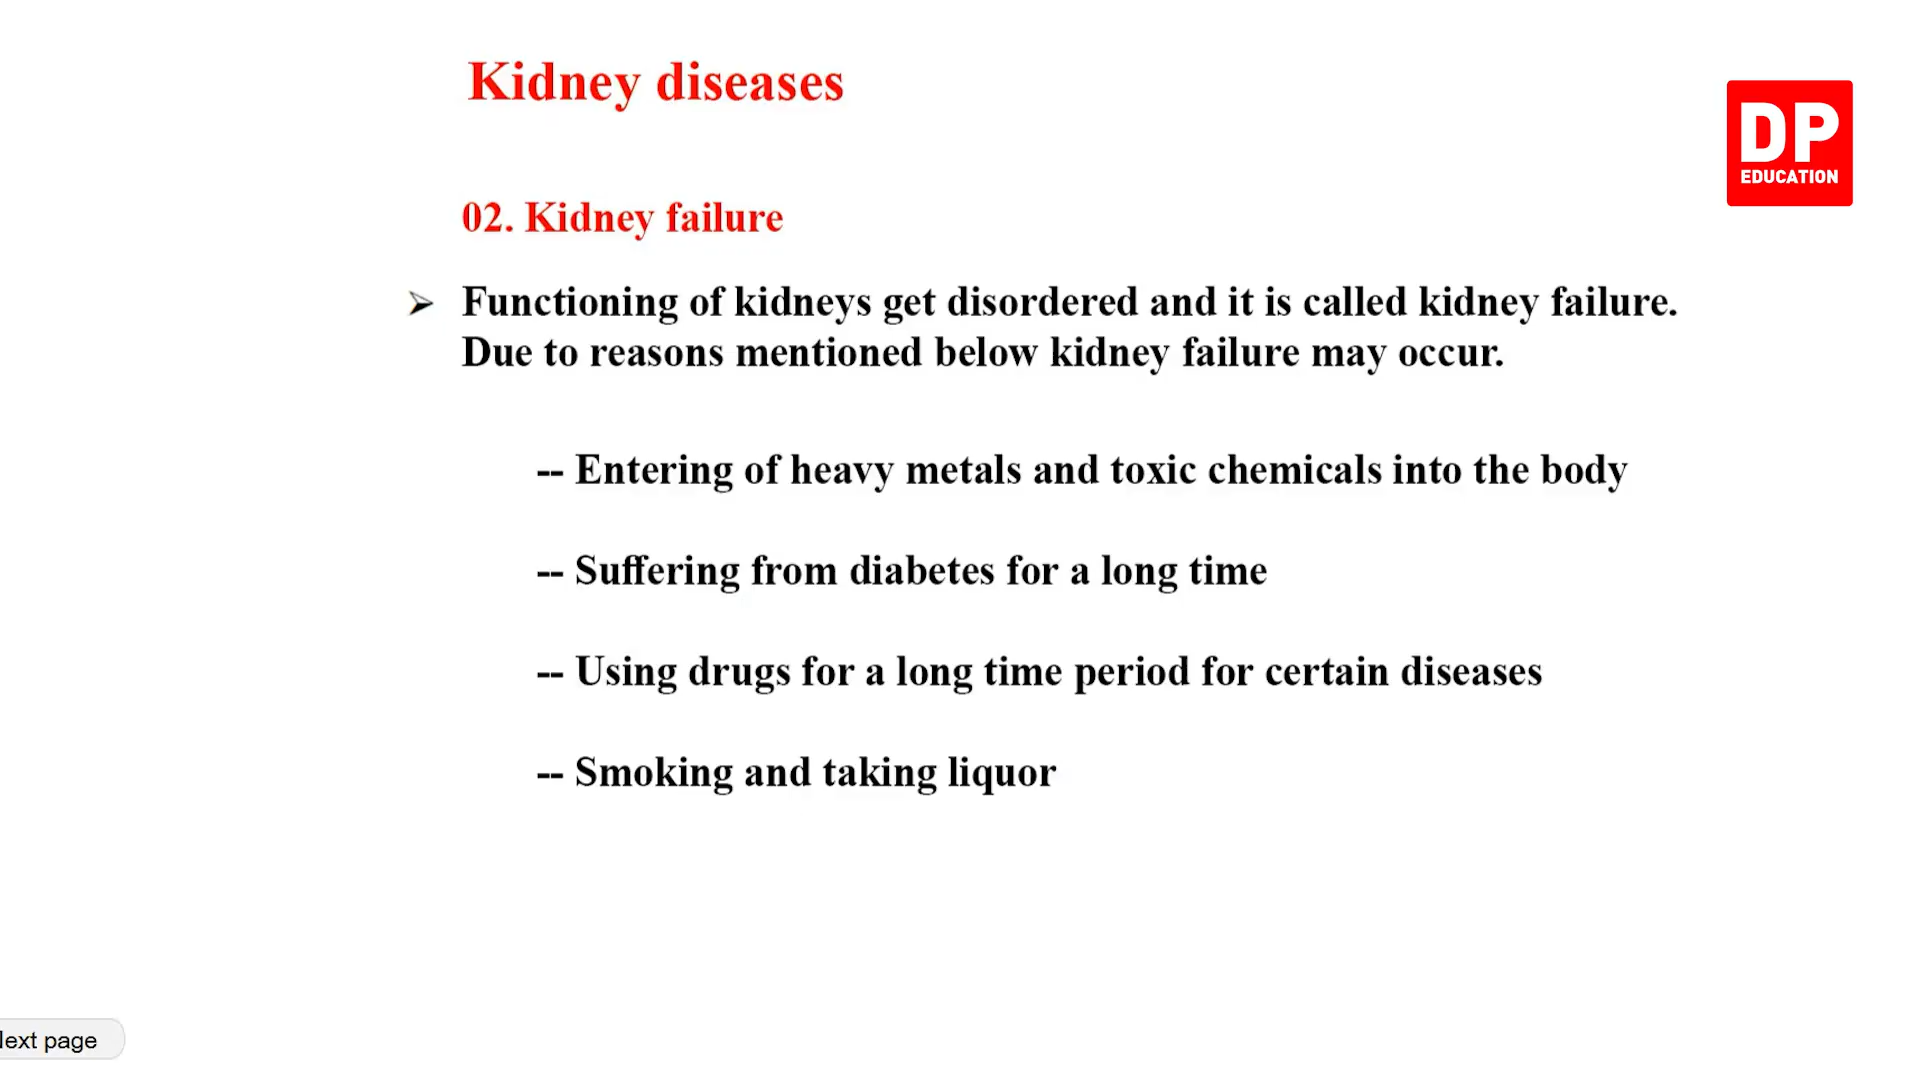 Kidney diseases
DP
EDUCATION
02. Kidney failure
➢ Functioning of kidneys get disordered and it is called kidney failure.
Due to reasons mentioned below kidney failure may occur.
-- Entering of heavy metals and toxic chemicals into the body
-- Suffering from diabetes for a long time
-- Using drugs for a long time period for certain diseases
-- Smoking and taking liquor
page